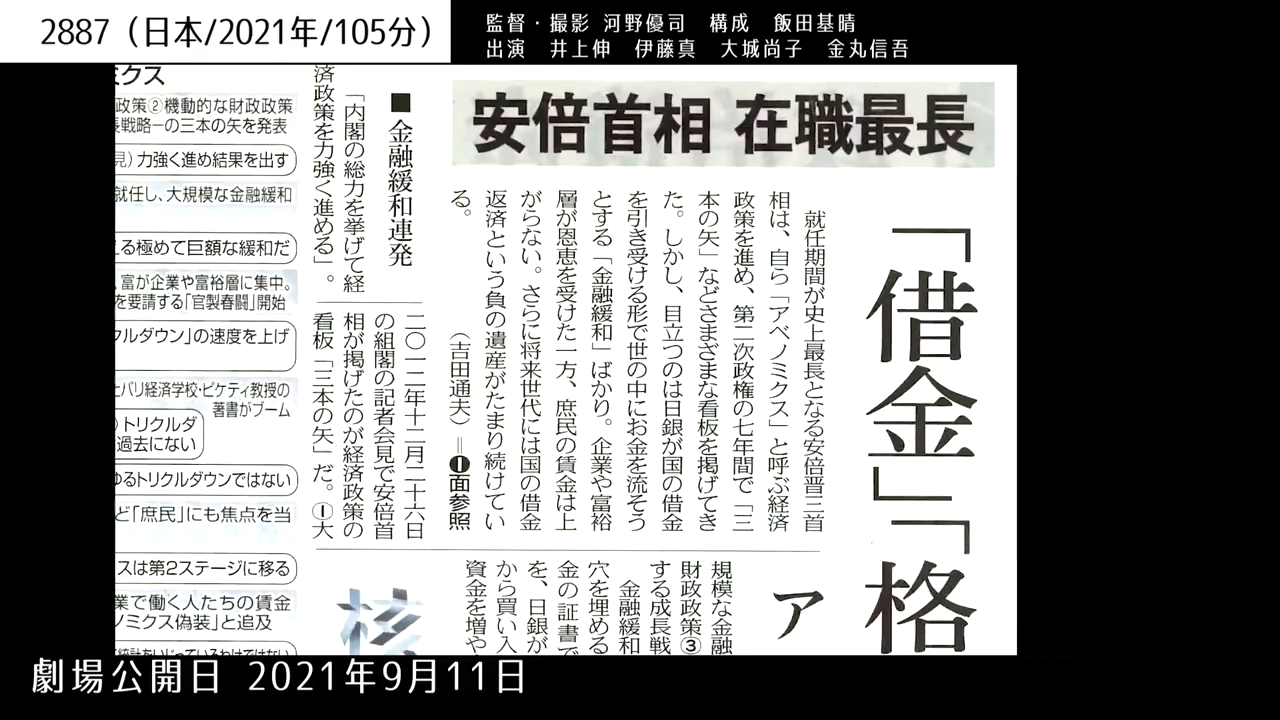 2887（日本/2021年/105分）
監督・撮影 河野優司　構成　飯田基晴
出演　井上伸　伊藤真　大城尚子　金丸信吾
安倍首相 在職最長
「借金」「格
ア
就任期間が史上最長となる安倍晋三首
相は、自ら「アベノミクス」と呼ぶ経済
政策を進め、第二次政権の七年間で「三
本の矢」などさまざまな看板を掲げてき
た。しかし、目立つのは日銀が国の借金
を引き受ける形で世の中にお金を流そう
とする「金融緩和」ばかり。企業や富裕
層が恩恵を受けた一方、庶民の賃金は上
がらない。さらに将来世代には国の借金
返済という負の遺産がたまり続けてい
る。
（吉田通夫）＝❶面参照
■金融緩和連発
「内閣の総力を挙げて経
済政策を力強く進める」。
二〇一二年十二月二十六日
の組閣の記者会見で安倍首
相が掲げたのが経済政策の
看板「三本の矢」だ。①大
規模な金融
財政政策③
する成長戦
金融緩和
穴を埋める
金の証書で
を、日銀が
から買い入
資金を増や
核
ミクス
政策②機動的な財政政策
長戦略ーの三本の矢を発表
見）力強く進め結果を出す
就任し、大規模な金融緩和
える極めて巨額な緩和だ
、富が企業や富裕層に集中。
を要請する「官製春闘」開始
クルダウン」の速度を上げ
とパリ経済学校・ピケティ教授の
著書がブーム
）トリクルダ
過去にない
ゆるトリクルダウンではない
ど「庶民」にも焦点を当
スは第2ステージに移る
業で働く人たちの賃金
ノミクス偽装」と追及
統計をいじっているわけではない
劇場公開日 2021年9月11日